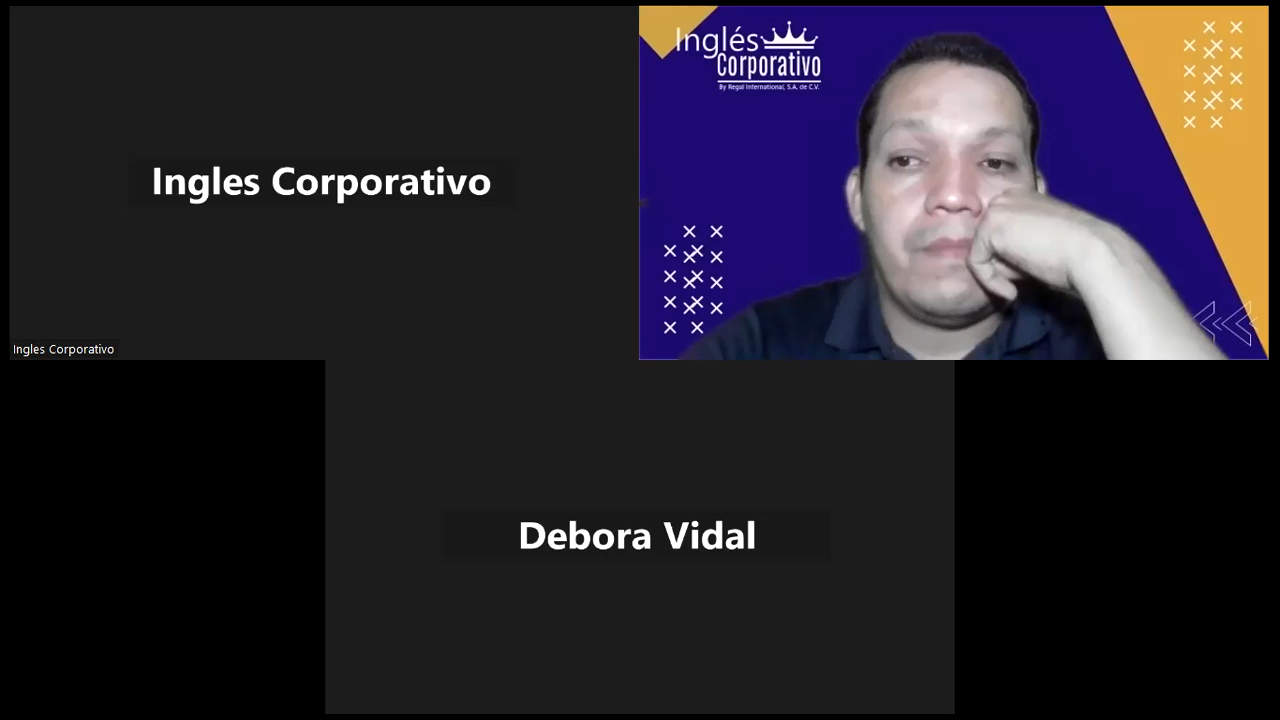 Ingles Corporativo
Ingles Corporativo
Inglés
Corporativo
By Regal International, S.A. de C.V.
Debora Vidal